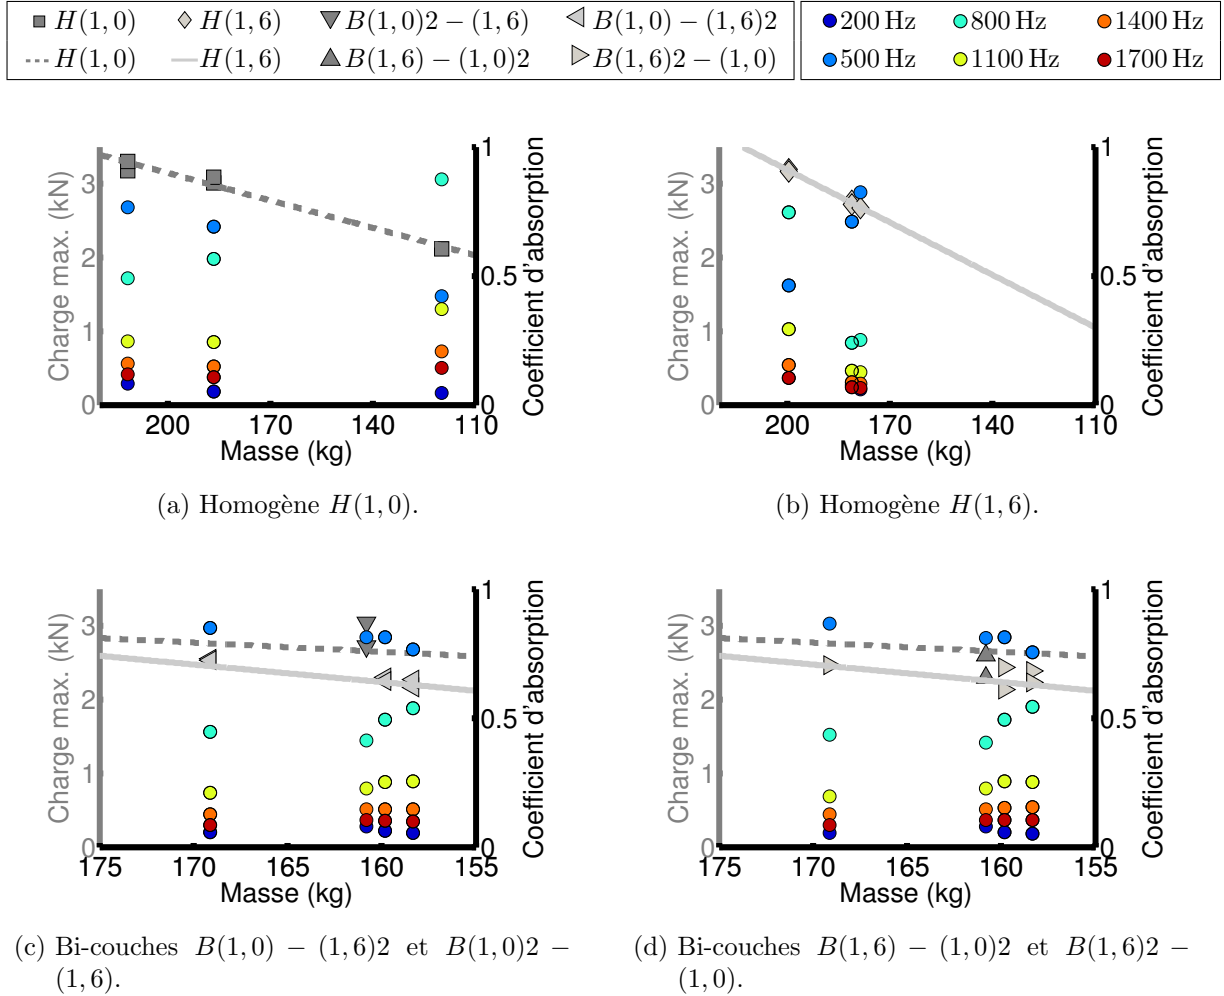 H(1,0) H(1,6) B(1,0)2 − (1,6) B(1,0) − (1,6)2 200 Hz 800 Hz 1400 Hz
H(1,0) H(1,6) B(1,6) − (1,0)2 B(1,6)2 − (1,0) 500 Hz 1100 Hz 1700 Hz
Charge max. (kN)
3
2
1
0
200 170 140 110
Masse (kg)
1
0.5
0
Coefficient d'absorption
(a) Homogène H(1,0).
Charge max. (kN)
3
2
1
0
200 170 140 110
Masse (kg)
1
0.5
0
Coefficient d'absorption
(b) Homogène H(1,6).
Charge max. (kN)
3
2
1
0
175 170 165 160 155
Masse (kg)
1
0.5
0
Coefficient d'absorption
(c) Bi-couches B(1,0) − (1,6)2 et B(1,0)2 −
(1,6).
Charge max. (kN)
3
2
1
0
175 170 165 160 155
Masse (kg)
1
0.5
0
Coefficient d'absorption
(d) Bi-couches B(1,6) − (1,0)2 et B(1,6)2 −
(1,0).